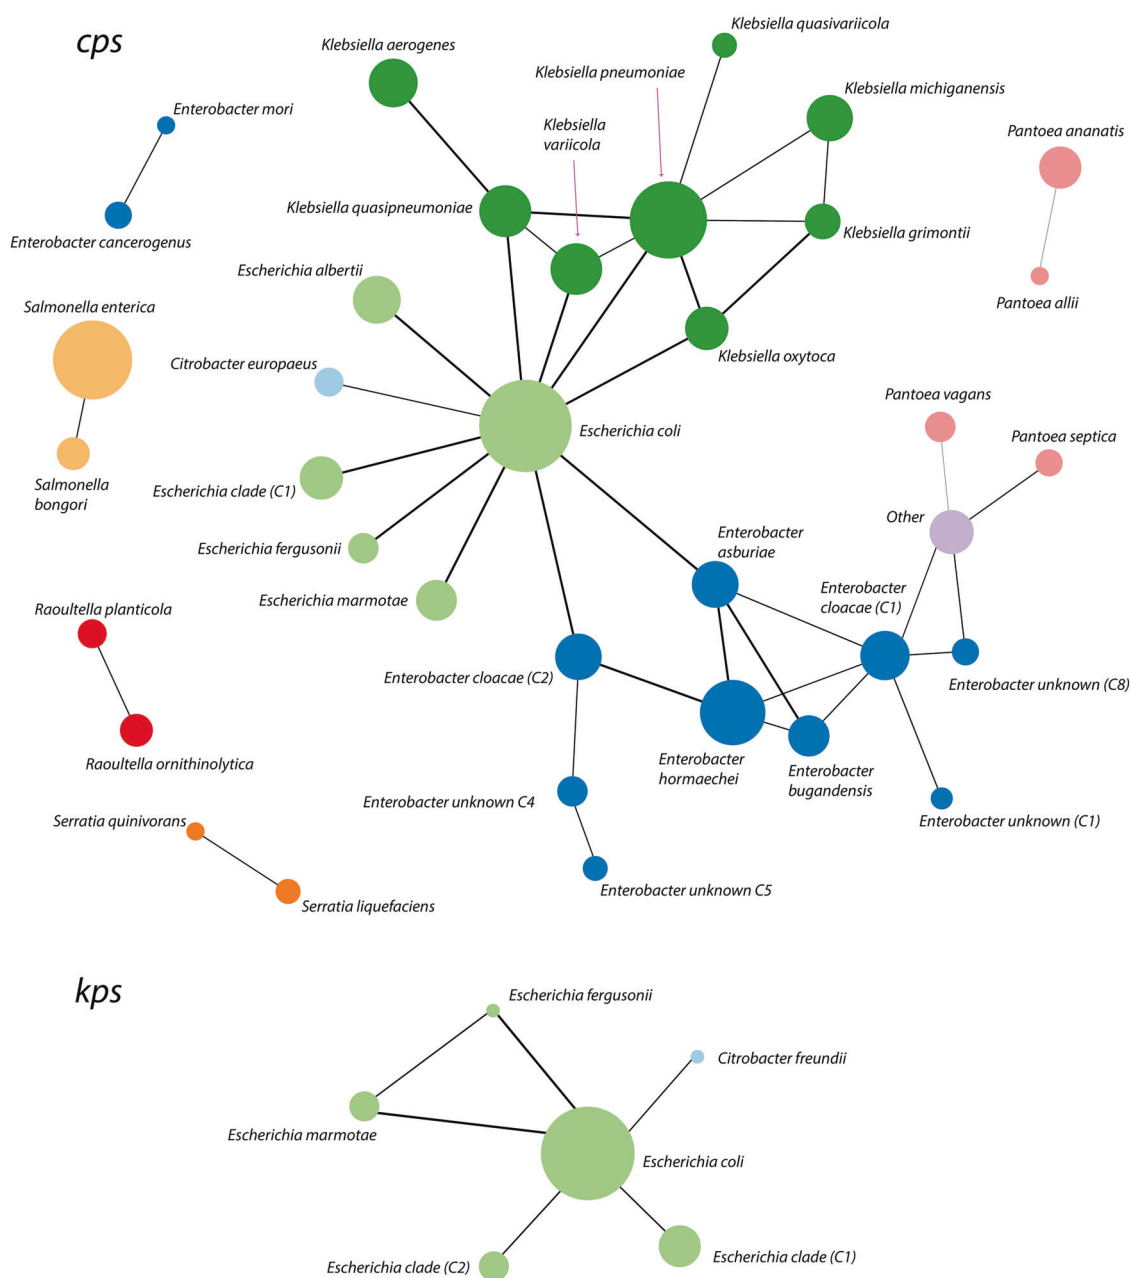 cps
Klebsiella quasivariicola
Klebsiella aerogenes
Klebsiella pneumoniae
Klebsiella michiganensis
Enterobacter mori
Klebsiella
variicola
Pantoea ananatis
Klebsiella quasipneumoniae
Klebsiella grimontii
Enterobacter cancerogenus
Escherichia albertii
Pantoea allii
Salmonella enterica
Klebsiella oxytoca
Citrobacter europaeus
Pantoea vagans
Escherichia coli
Pantoea septica
Salmonella
bongori
Escherichia clade (C1)
Other
Enterobacter
asburiae
Escherichia fergusonii
Enterobacter
cloacae (C1)
Escherichia marmotae
Raoultella planticola
Enterobacter cloacae (C2)
Enterobacter unknown (C8)
Raoultella ornithinolytica
Enterobacter
hormaechei
Enterobacter
bugandensis
Enterobacter unknown C4
Serratia quinivorans
Enterobacter unknown (C1)
Enterobacter unknown C5
Serratia liquefaciens
kps
Escherichia fergusonii
Citrobacter freundii
Escherichia marmotae
Escherichia coli
Escherichia clade (C2)
Escherichia clade (C1)